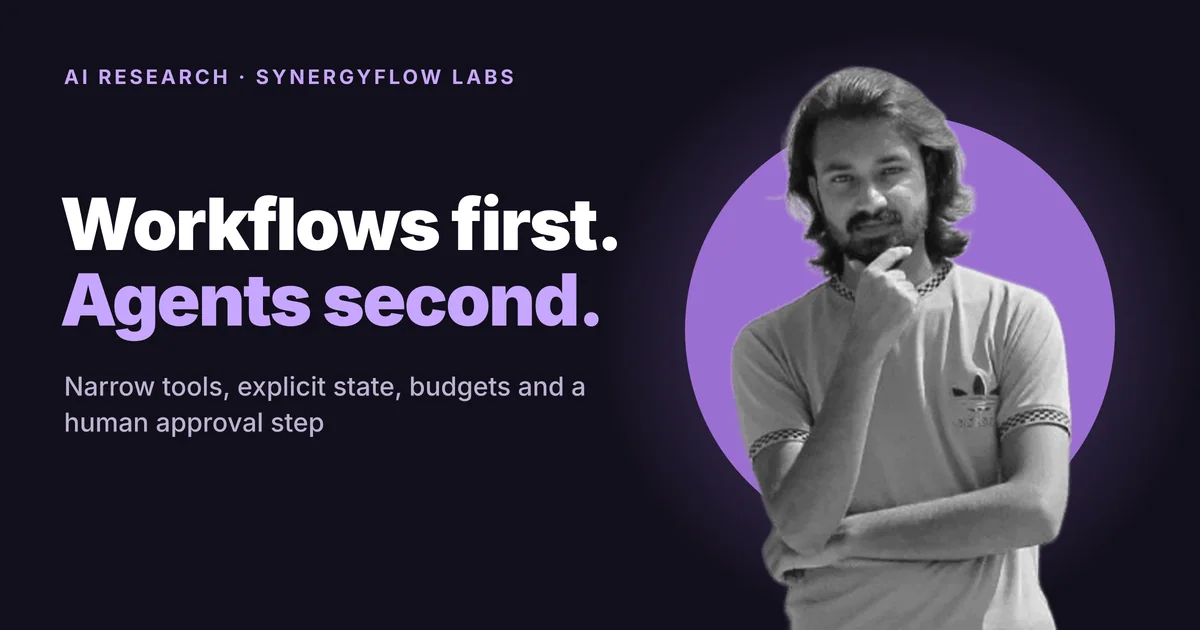 AI RESEARCH · SYNERGYFLOW LABS
Workflows first.
Agents second.
Narrow tools, explicit state, budgets and a
human approval step